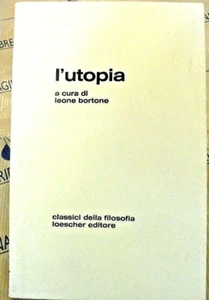 l'utopia
a cura di
leone bortone
classici della filosofia
loescher editore